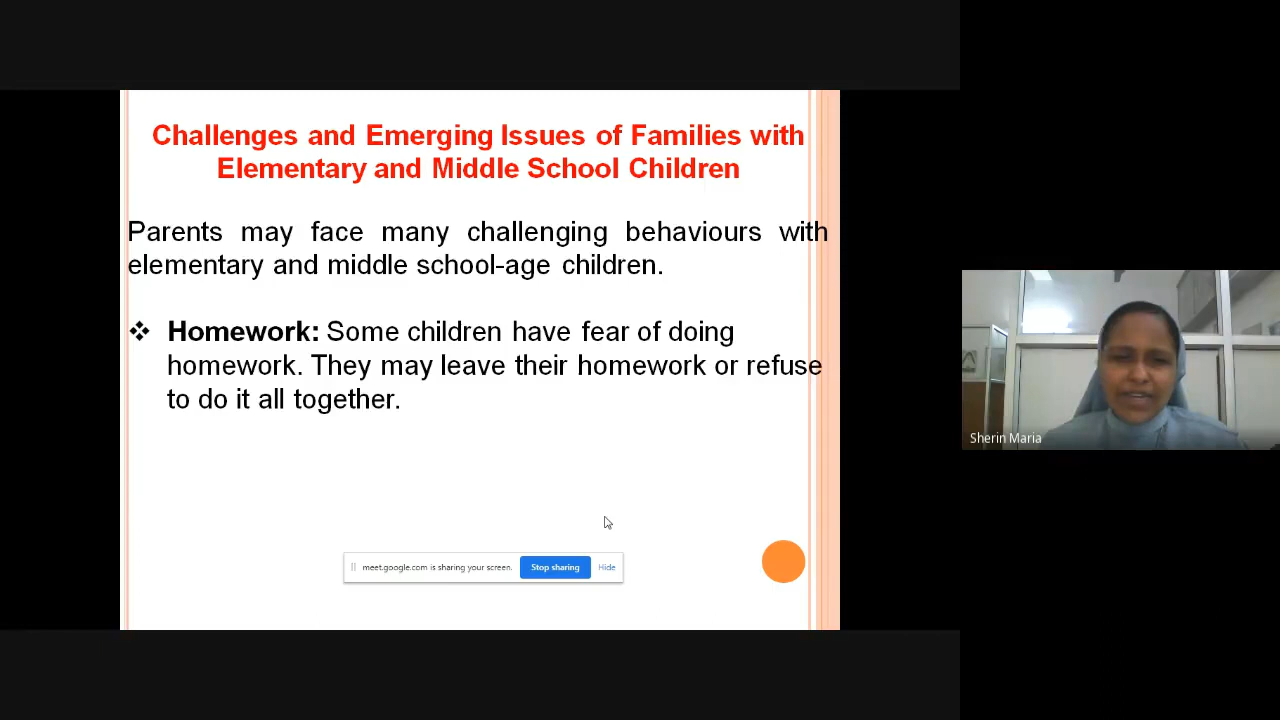 Challenges and Emerging Issues of Families with
Elementary and Middle School Children
Parents may face many challenging behaviours with
elementary and middle school-age children.
❖ Homework: Some children have fear of doing
homework. They may leave their homework or refuse
to do it all together.
meet.google.com is sharing your screen.
Stop sharing
Hide
Sherin Maria